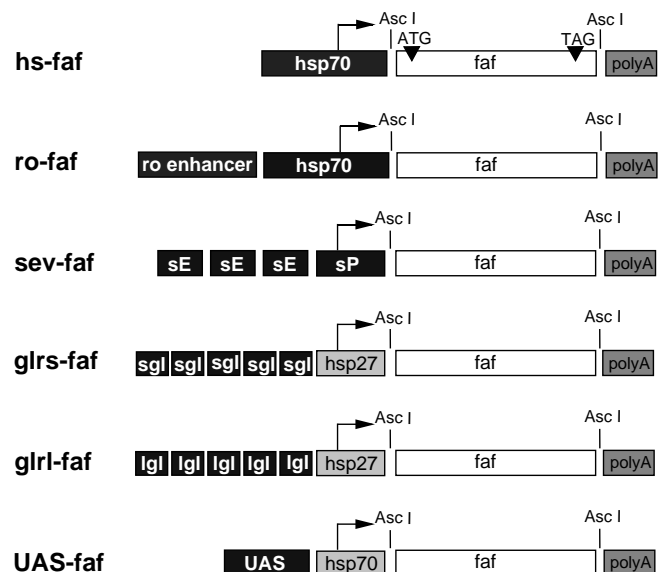 Asc I Asc I
ATG TAG
hs-faf hsp70 faf polyA
Asc I Asc I
ro-faf ro enhancer hsp70 faf polyA
Asc I Asc I
sev-faf sE sE sE sP faf polyA
Asc I Asc I
glrs-faf sgl sgl sgl sgl sgl hsp27 faf polyA
Asc I Asc I
glrl-faf lgl lgl lgl lgl lgl hsp27 faf polyA
Asc I Asc I
UAS-faf UAS hsp70 faf polyA